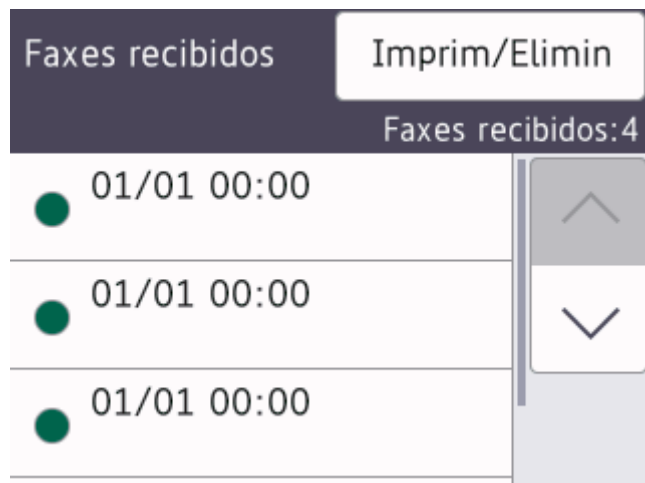 Faxes recibidos
Imprim/Elimin
Faxes recibidos:4
01/01 00:00
01/01 00:00
01/01 00:00